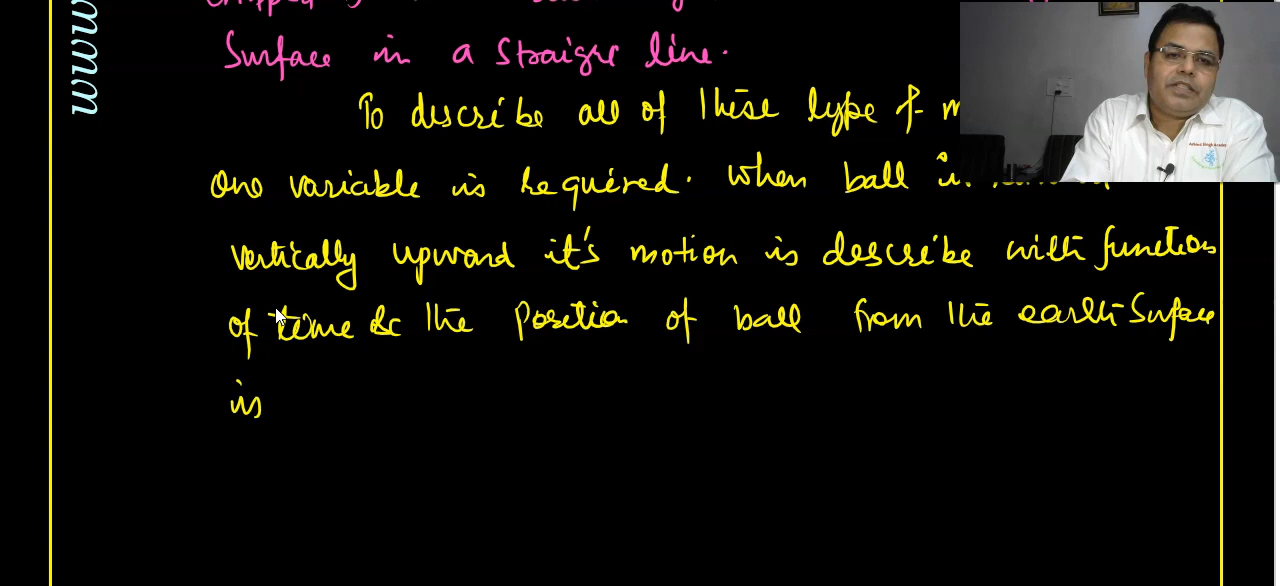 Surface in a straight line.
To describe all of these type of m
One variable is required. When ball is
vertically upward it's motion is describe with function
of time & the position of ball from the earth surface
is
www